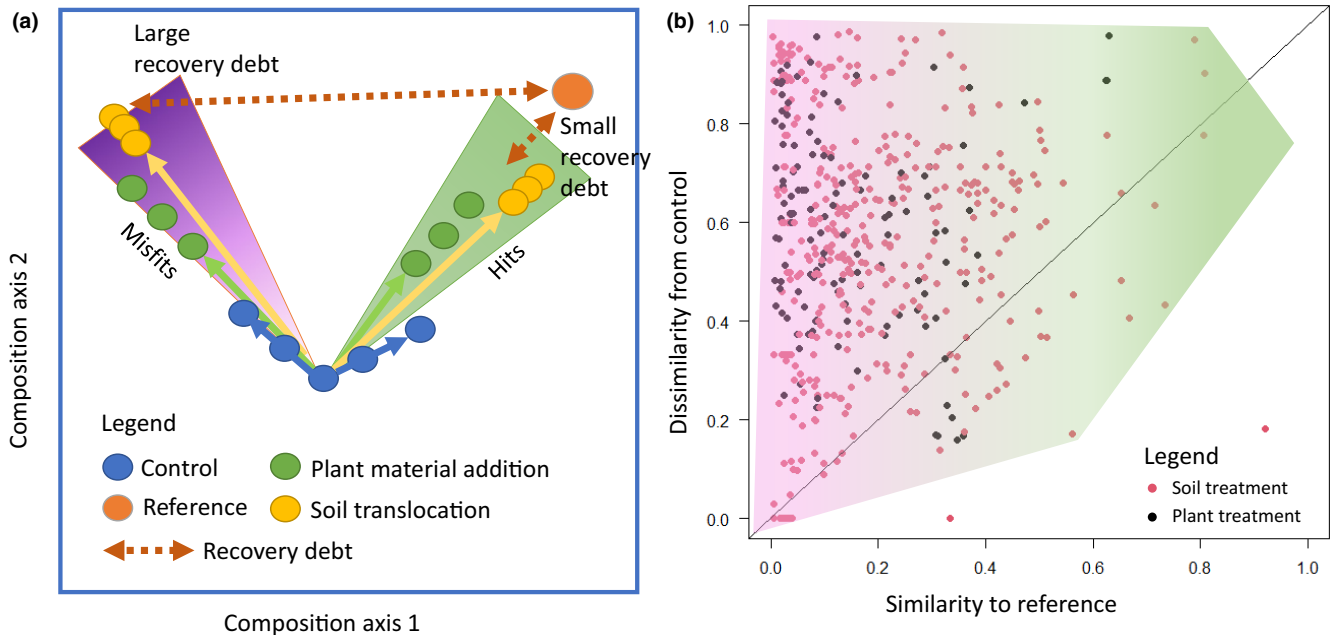 (a)
Large
recovery debt
Small
recovery
debt
Misfits
Hits
Composition axis 2
Legend
Control
Plant material addition
Reference
Soil translocation
Recovery debt
Composition axis 1
(b)
1.0
0.8
0.6
0.4
0.2
0.0
Dissimilarity from control
Legend
Soil treatment
Plant treatment
0.0 0.2 0.4 0.6 0.8 1.0
Similarity to reference